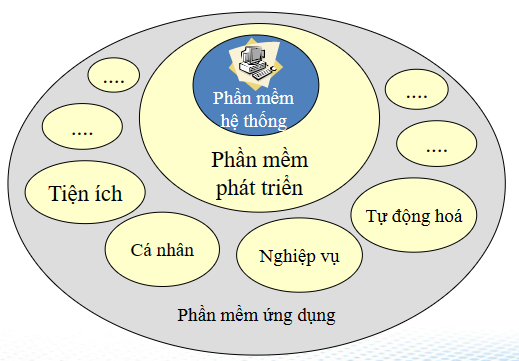 Phần mềm
hệ thống
....
....
....
....
Phần mềm
phát triển
Tiện ích
Tự động hoá
Cá nhân
Nghiệp vụ
Phần mềm ứng dụng